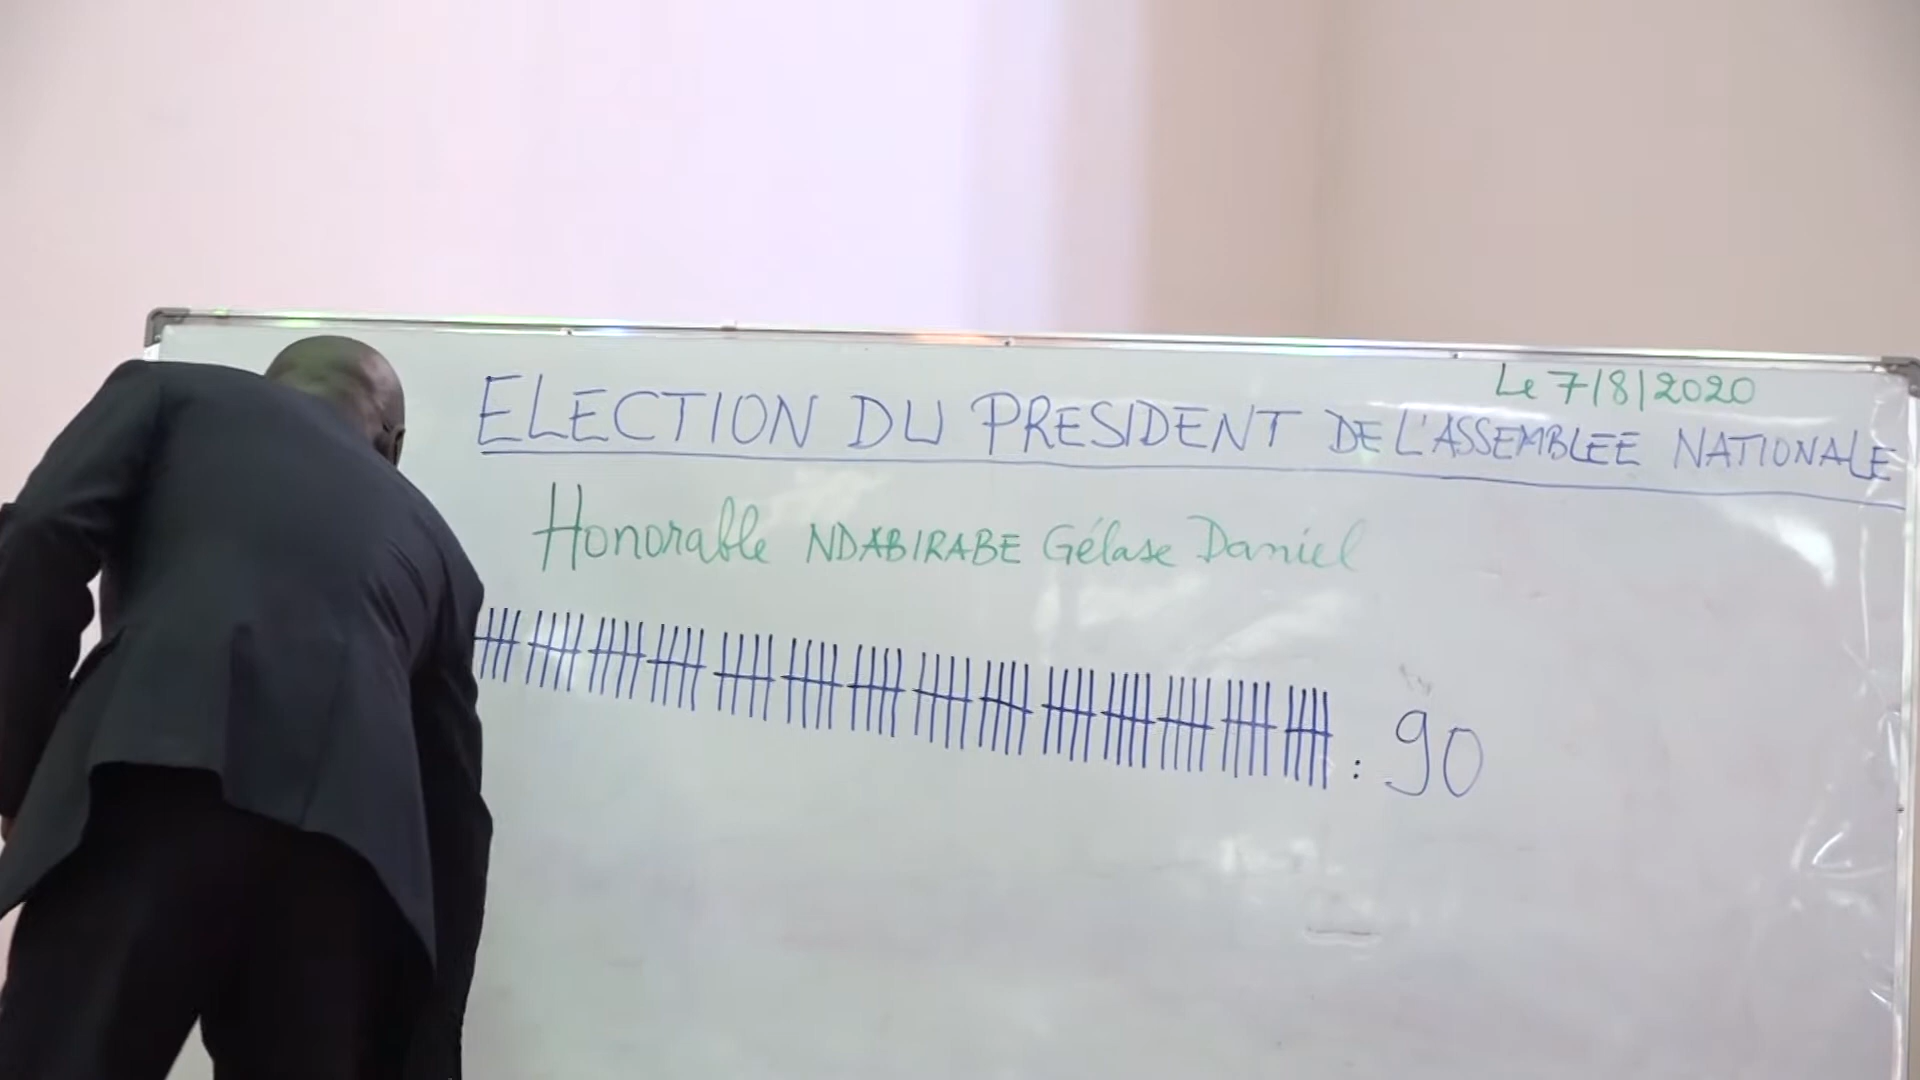 Le 7/8/2020
ELECTION DU PRESIDENT DE L'ASSEMBLEE NATIONALE
Honorable NDABIRABE Gélase Daniel
: 90